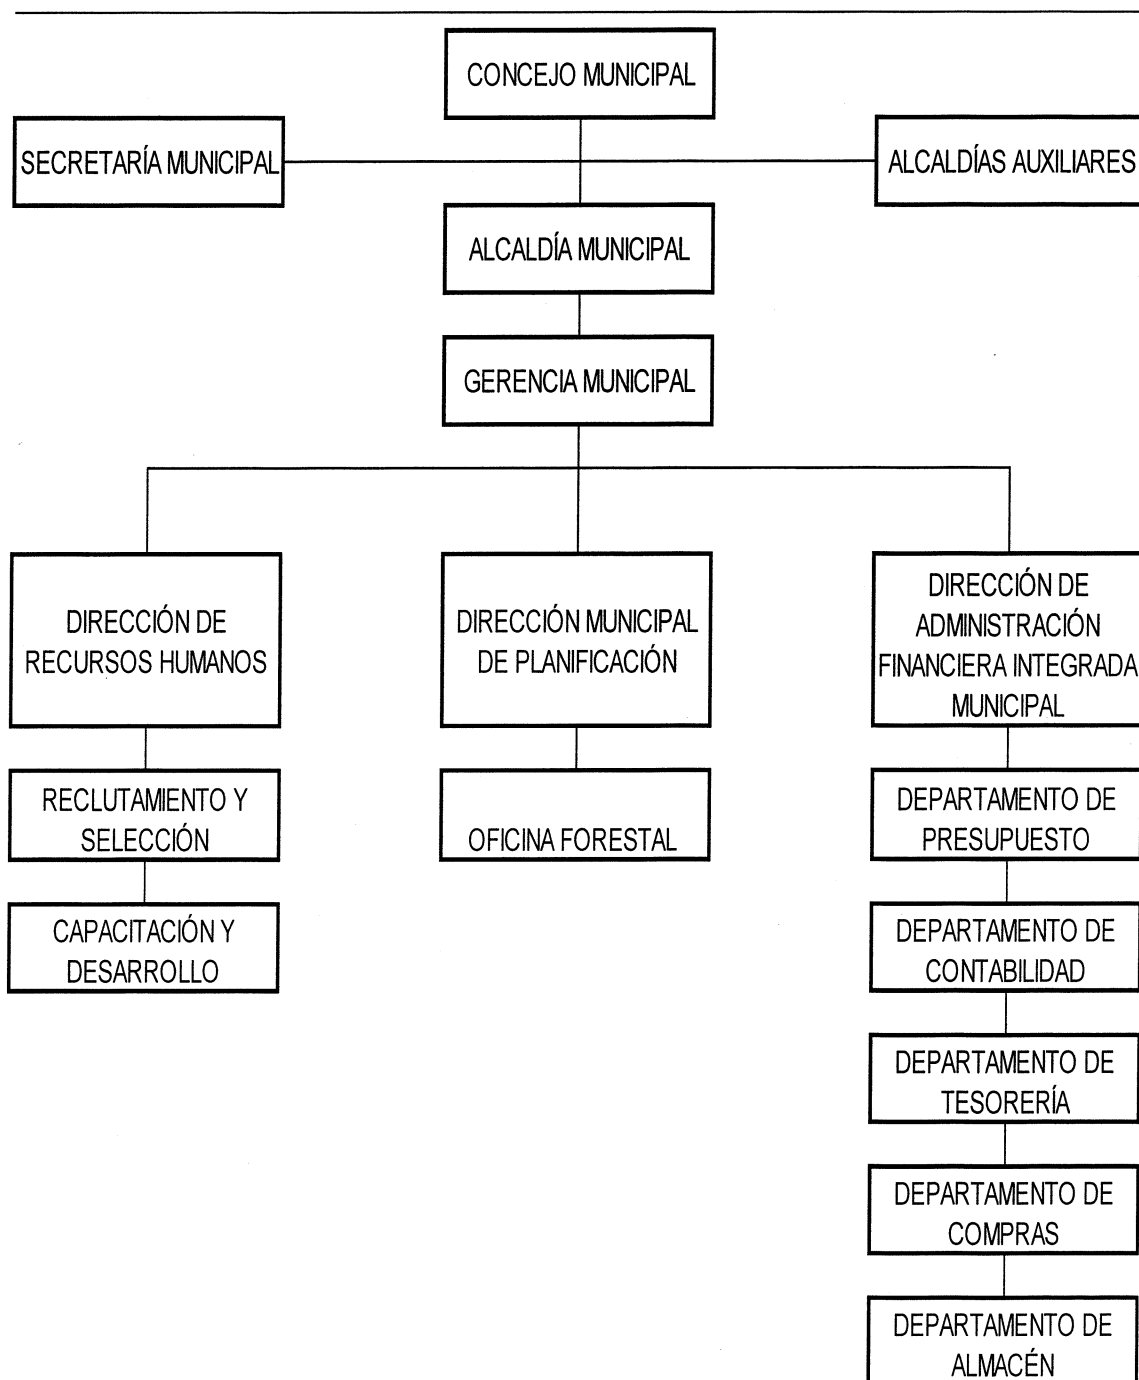 CONCEJO MUNICIPAL
SECRETARÍA MUNICIPAL
ALCALDÍAS AUXILIARES
ALCALDÍA MUNICIPAL
GERENCIA MUNICIPAL
DIRECCIÓN DE
RECURSOS HUMANOS
DIRECCIÓN MUNICIPAL
DE PLANIFICACIÓN
DIRECCIÓN DE
ADMINISTRACIÓN
FINANCIERA INTEGRADA
MUNICIPAL
RECLUTAMIENTO Y
SELECCIÓN
OFICINA FORESTAL
DEPARTAMENTO DE
PRESUPUESTO
CAPACITACIÓN Y
DESARROLLO
DEPARTAMENTO DE
CONTABILIDAD
DEPARTAMENTO DE
TESORERÍA
DEPARTAMENTO DE
COMPRAS
DEPARTAMENTO DE
ALMACÉN